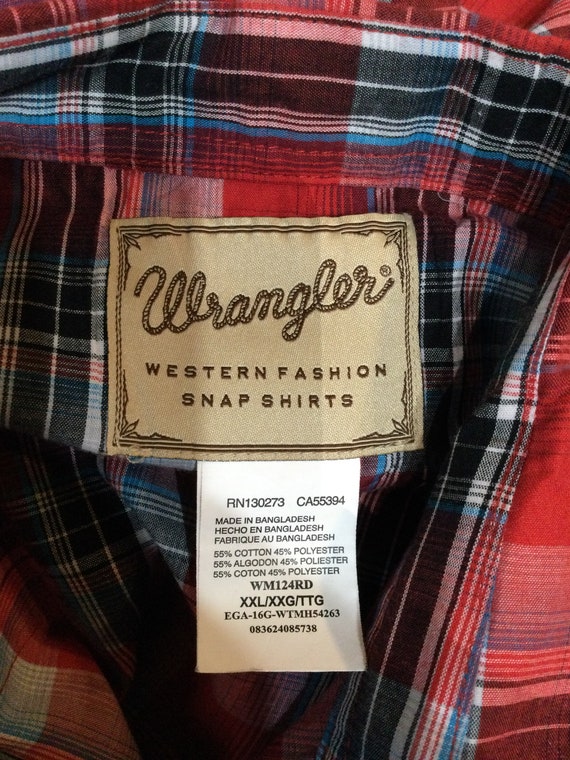 Wrangler®
WESTERN FASHION
SNAP SHIRTS
RN130273 CA55394
MADE IN BANGLADESH
HECHO EN BANGLADESH
FABRIQUE AU BANGLADESH
55% COTTON 45% POLYESTER
55% ALGODON 45% POLIESTER
55% COTON 45% POLYESTER
WM124RD
XXL/XXG/TTG
EGA-16G-WTMH54263
083624085738